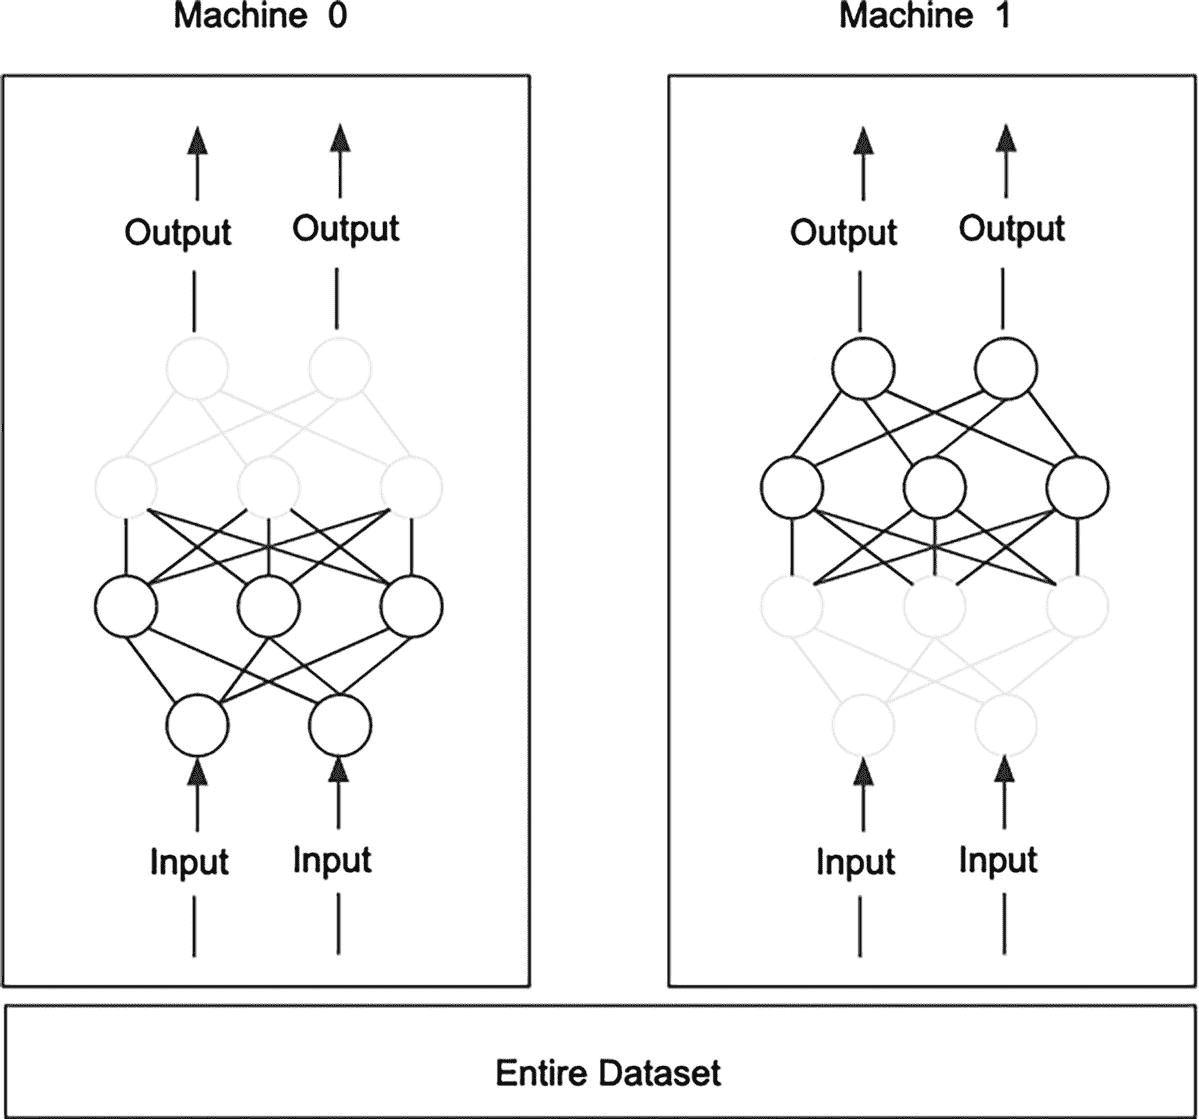 Machine 0
Machine 1
Output
Output
Output
Output
Input
Input
Input
Input
Entire Dataset